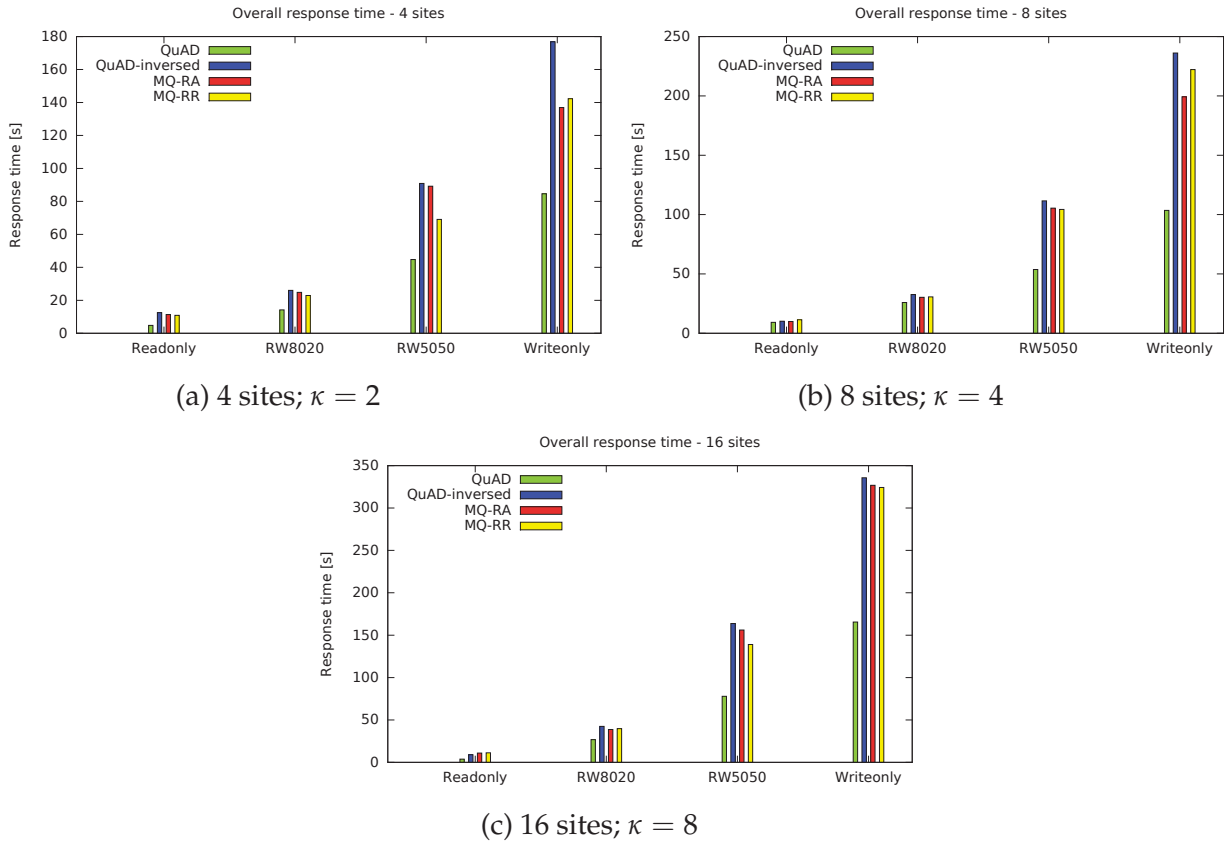 Overall response time - 4 sites
180
160
140
120
100
80
60
40
20
0
Response time [s]
QuAD
QuAD-inversed
MQ-RA
MQ-RR
Readonly
RW8020
RW5050
Writeonly
(a) 4 sites; κ = 2
Overall response time - 8 sites
250
200
150
100
50
0
Response time [s]
QuAD
QuAD-inversed
MQ-RA
MQ-RR
Readonly
RW8020
RW5050
Writeonly
(b) 8 sites; κ = 4
Overall response time - 16 sites
350
300
250
200
150
100
50
0
Response time [s]
QuAD
QuAD-inversed
MQ-RA
MQ-RR
Readonly
RW8020
RW5050
Writeonly
(c) 16 sites; κ = 8